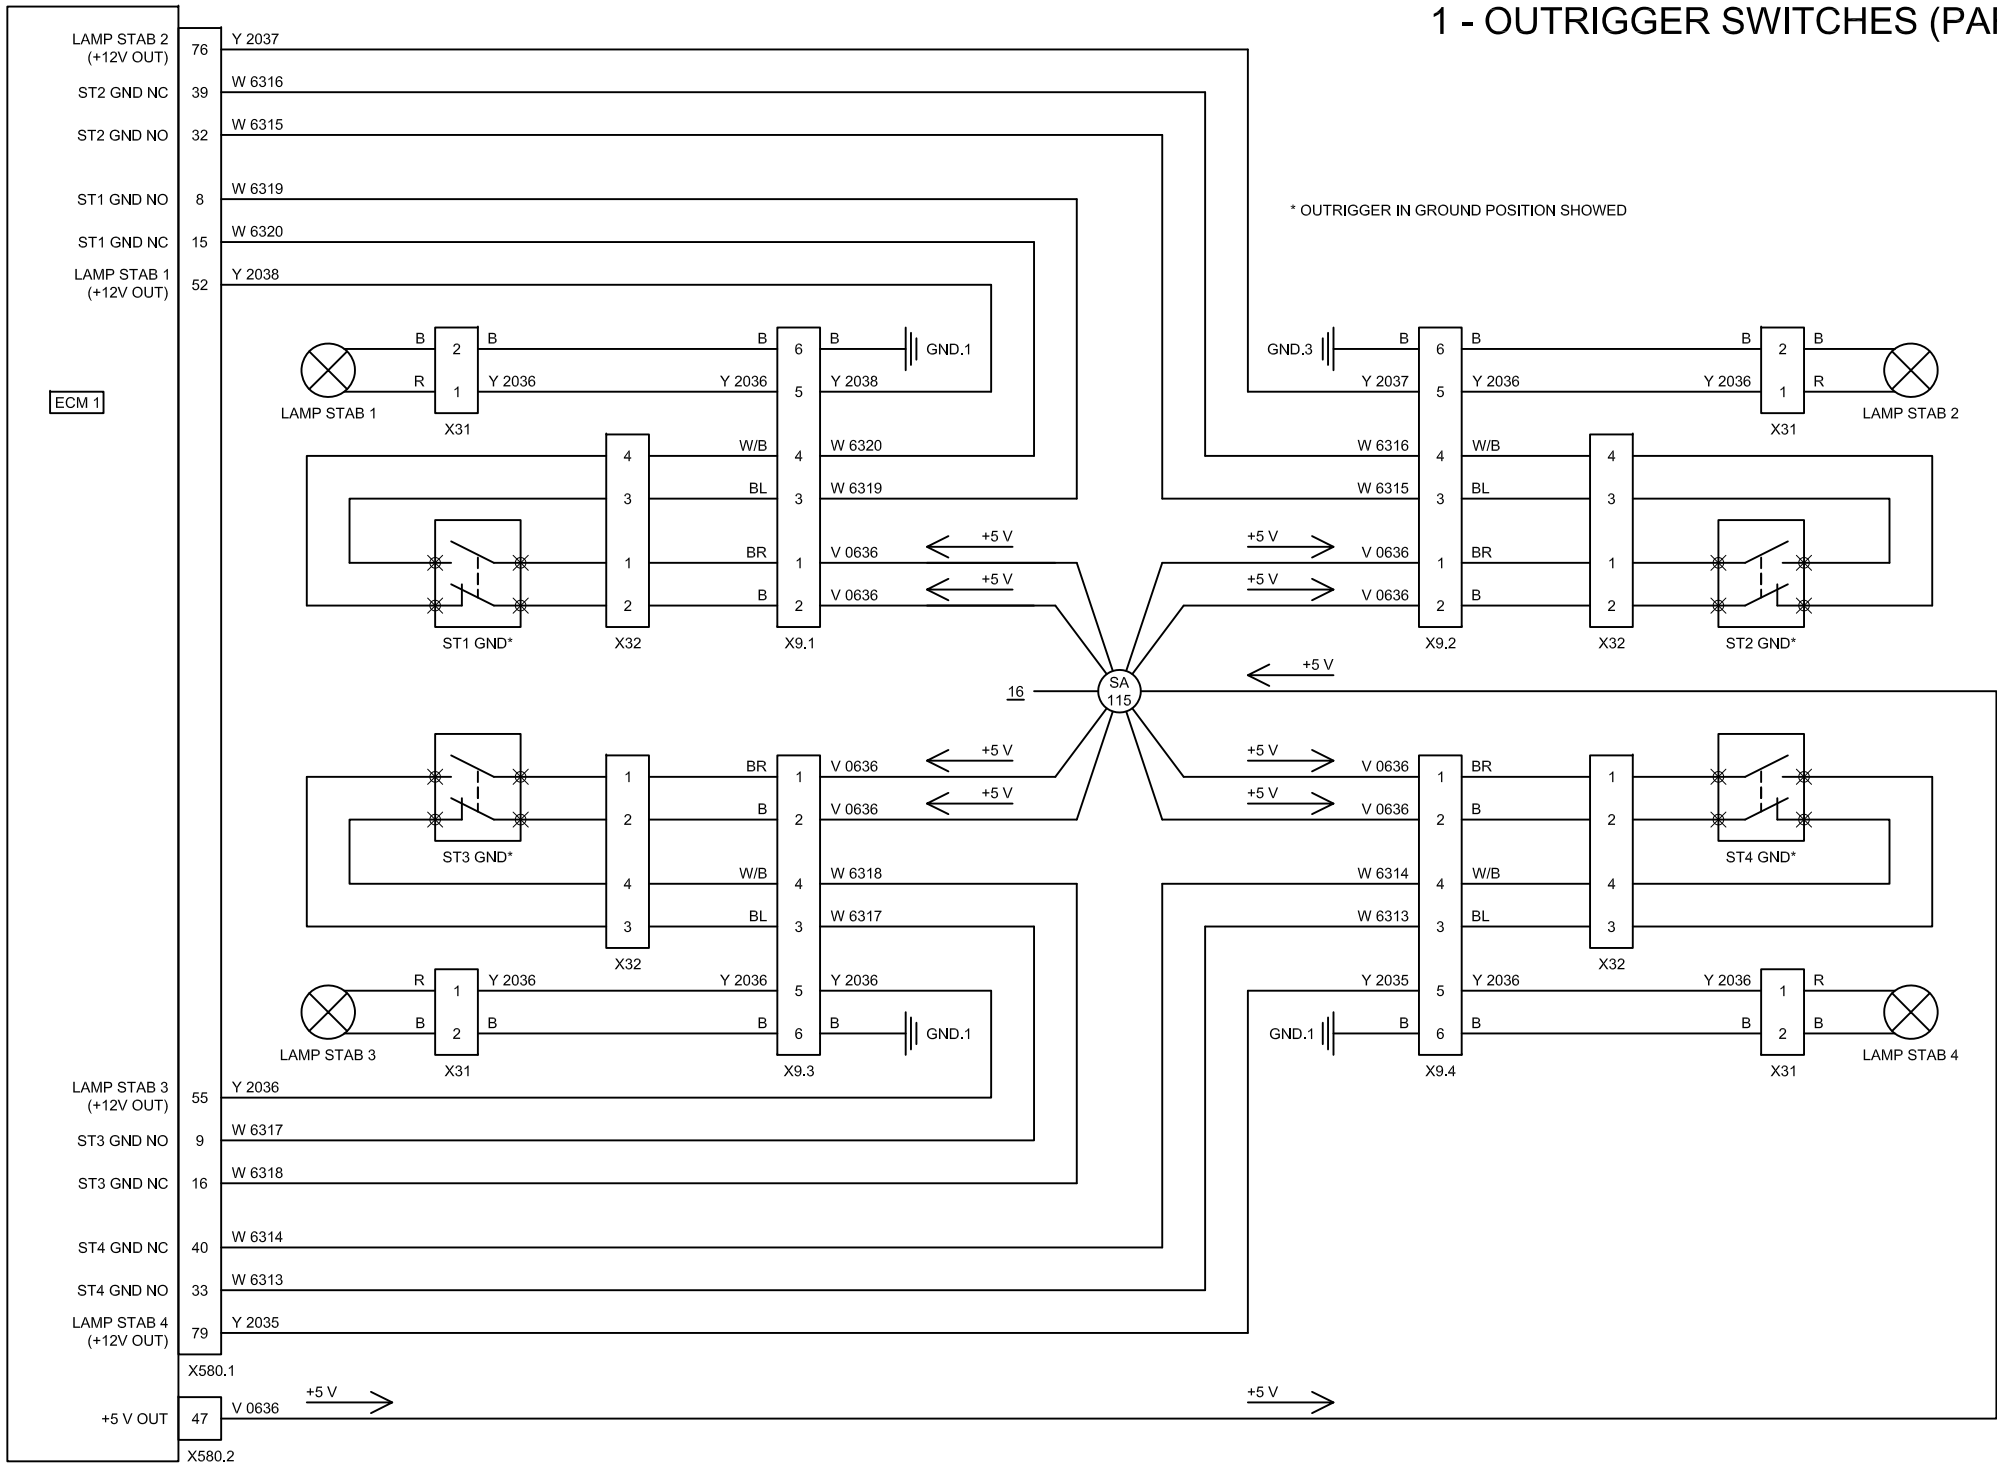 1 - OUTRIGGER SWITCHES (PA
LAMP STAB 2
(+12V OUT)
76
Y 2037
ST2 GND NC
39
W 6316
ST2 GND NO
32
W 6315
ST1 GND NO
8
W 6319
ST1 GND NC
15
W 6320
LAMP STAB 1
(+12V OUT)
52
Y 2038
* OUTRIGGER IN GROUND POSITION SHOWED
ECM 1
B 2 B B 6 B GND.1
R 1 Y 2036 Y 2036 5 Y 2038
LAMP STAB 1
X31
4 W/B 4 W 6320
3 BL 3 W 6319
+5 V
1 BR 1 V 0636
+5 V
2 B 2 V 0636
ST1 GND*
X32
X9.1
GND.3 B 6 B B 2 B
Y 2037 5 Y 2036 Y 2036 1 R
LAMP STAB 2
X31
W 6316 4 W/B 4
W 6315 3 BL 3
+5 V
V 0636 1 BR 1
+5 V
V 0636 2 B 2
X9.2
X32
ST2 GND*
+5 V
16
SA
115
+5 V
1 BR 1 V 0636
+5 V
2 B 2 V 0636
ST3 GND*
4 W/B 4 W 6318
3 BL 3 W 6317
X32
R 1 Y 2036 Y 2036 5 Y 2036
B 2 B B 6 B GND.1
LAMP STAB 3
X31
X9.3
+5 V
V 0636 1 BR 1
+5 V
V 0636 2 B 2
ST4 GND*
W 6314 4 W/B 4
W 6313 3 BL 3
X32
Y 2035 5 Y 2036 Y 2036 1 R
GND.1 B 6 B B 2 B
LAMP STAB 4
X9.4
X31
LAMP STAB 3
(+12V OUT)
55
Y 2036
ST3 GND NO
9
W 6317
ST3 GND NC
16
W 6318
ST4 GND NC
40
W 6314
ST4 GND NO
33
W 6313
LAMP STAB 4
(+12V OUT)
79
Y 2035
X580.1
+5 V
+5 V
+5 V OUT
47
V 0636
X580.2